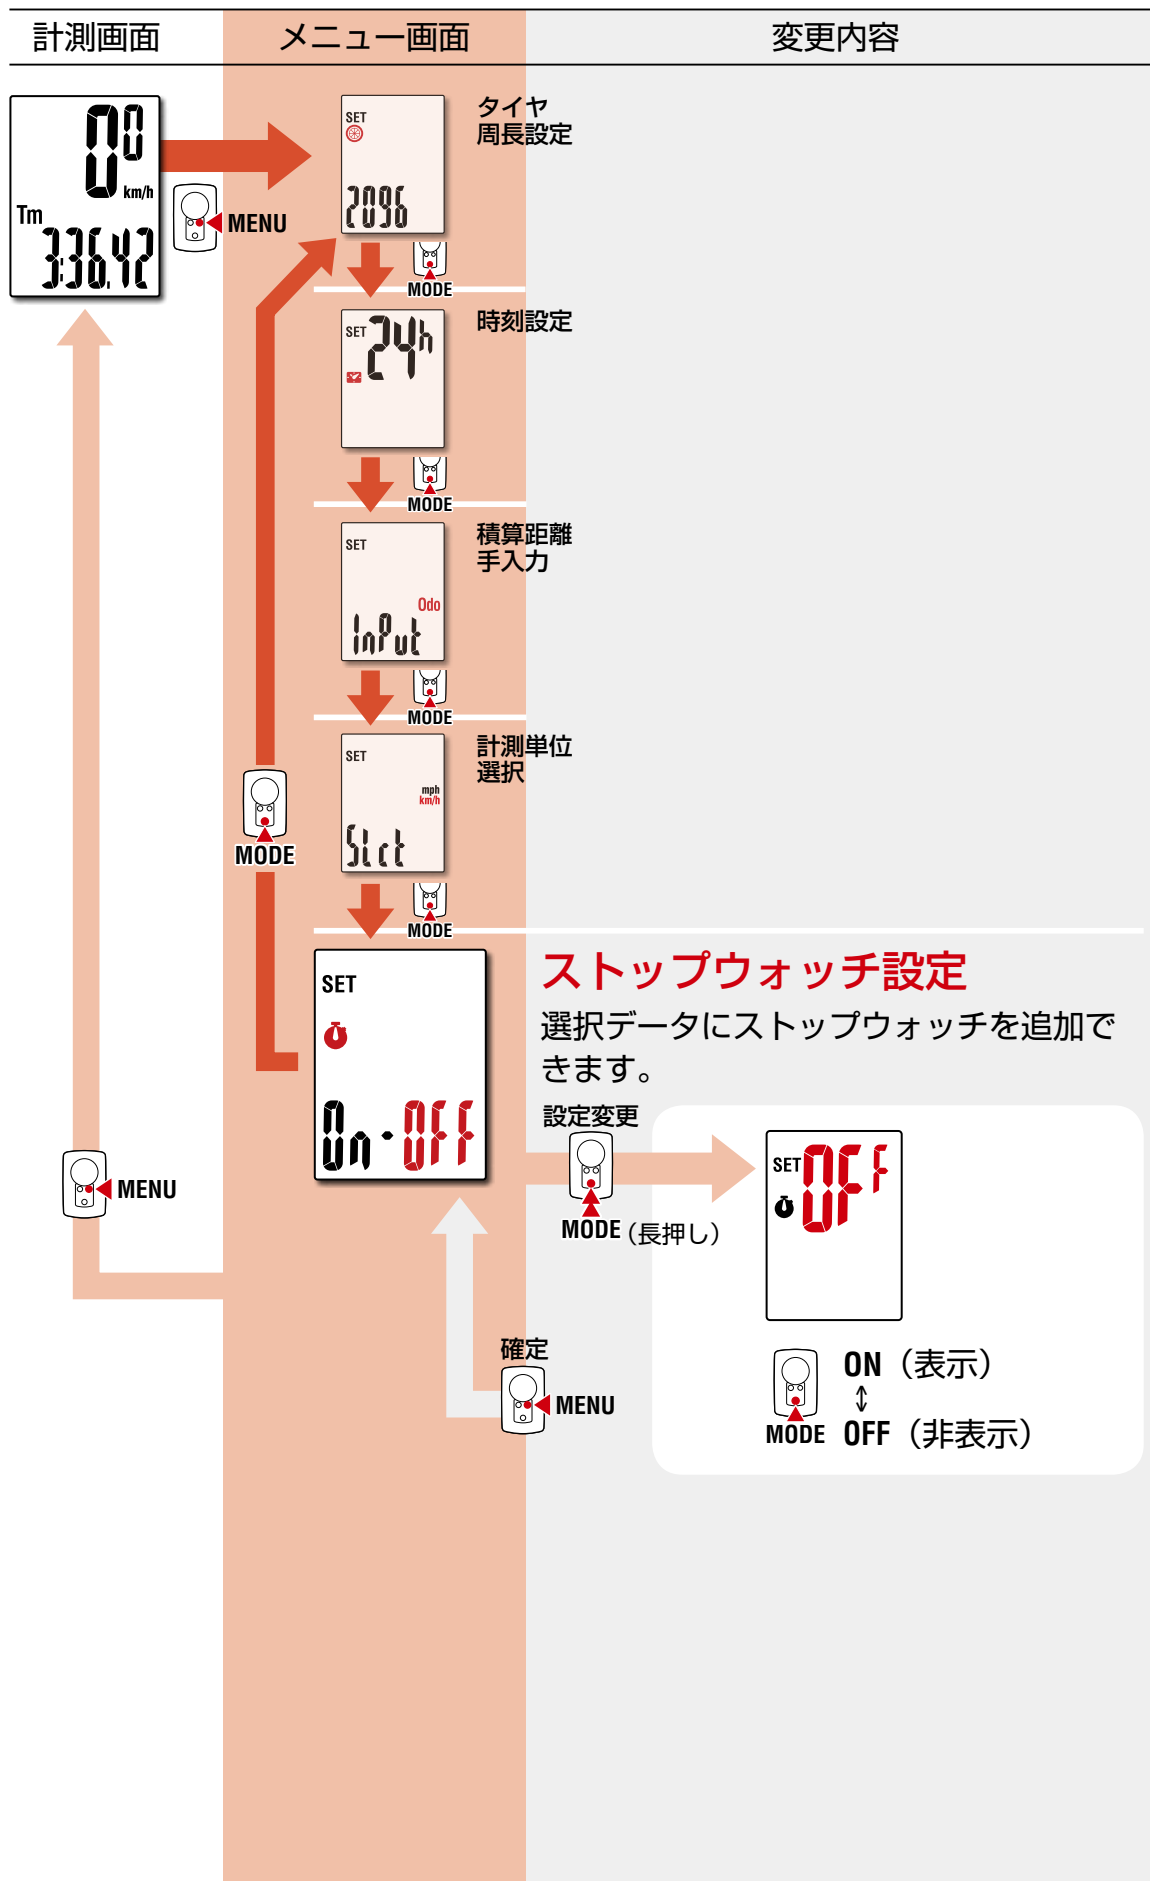 計測画面
メニュー画面
変更内容
00
km/h
Tm
3:36.42
MENU
SET
2096
タイヤ
周長設定
MODE
SET
24h
時刻設定
MODE
SET
Odo
InPut
積算距離
手入力
MODE
SET
mph
km/h
Slct
計測単位
選択
MODE
MODE
SET
On-OFF
ストップウォッチ設定
選択データにストップウォッチを追加で
きます。
設定変更
MODE（長押し）
SET
OFF
MENU
確定
MENU
ON（表示）
↕
MODE OFF（非表示）